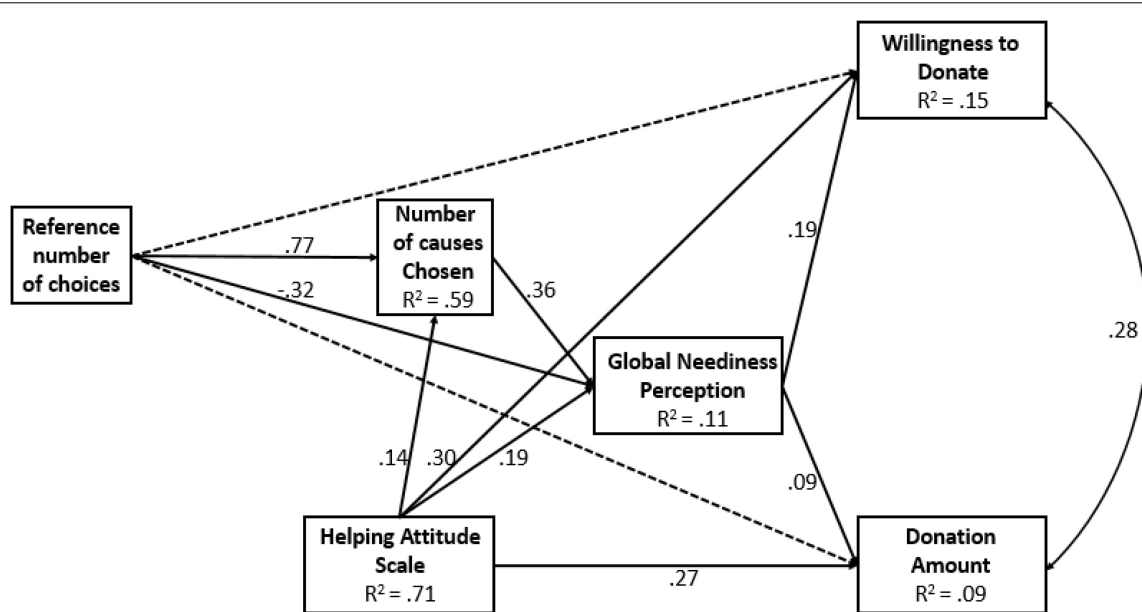 Willingness to
Donate
R² = .15
Reference
number
of choices
.77
-.32
Number
of causes
Chosen
R² = .59
.36
.19
.28
Global Neediness
Perception
R² = .11
.14
.30
.19
.09
Helping Attitude
Scale
R² = .71
.27
Donation
Amount
R² = .09